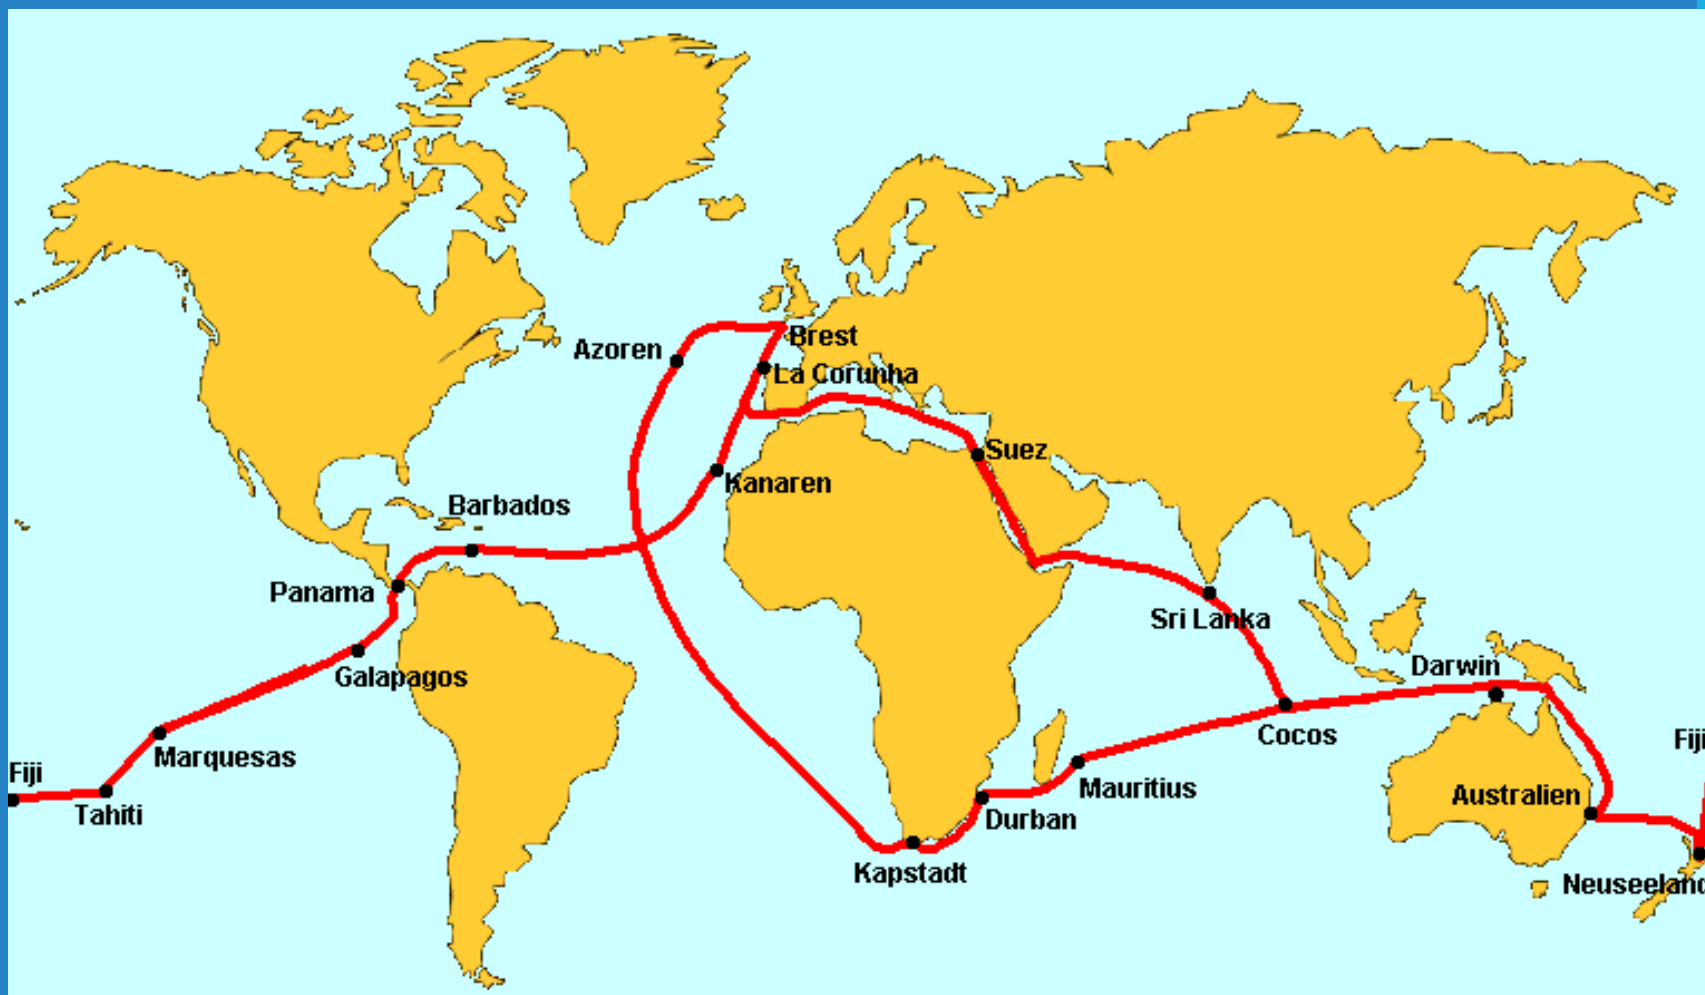 Brest
Azoren
La Corunha
Suez
Kanaren
Barbados
Panama
Sri Lanka
Darwin
Galapagos
Cocos
Fiji
Marquesas
Fiji
Mauritius
Australien
Tahiti
Durban
Kapstadt
Neuseeland